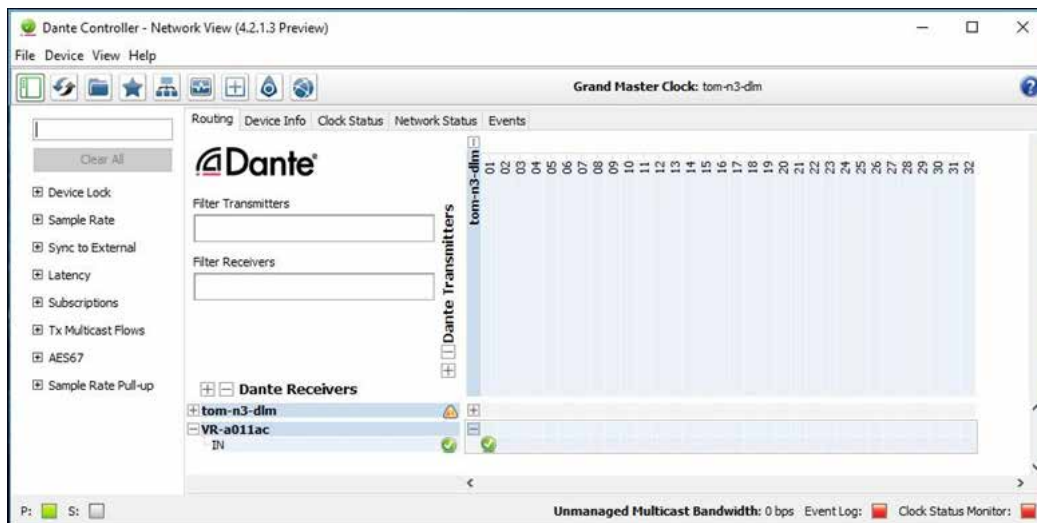 Dante Controller - Network View (4.2.1.3 Preview)
File Device View Help
Grand Master Clock: tom-n3-dlm
Routing Device Info Clock Status Network Status Events
Clear All
Device Lock
Sample Rate
Sync to External
Latency
Subscriptions
Tx Multicast Flows
AES67
Sample Rate Pull-up
Dante®
Filter Transmitters
Filter Receivers
Dante Transmitters
tom-n3-dlm
01 02 03 04 05 06 07 08 09 10 11 12 13 14 15 16 17 18 19 20 21 22 23 24 25 26 27 28 29 30 31 32
Dante Receivers
tom-n3-dlm
VR-a011ac
IN
P: S: Unmanaged Multicast Bandwidth: 0 bps Event Log: Clock Status Monitor: